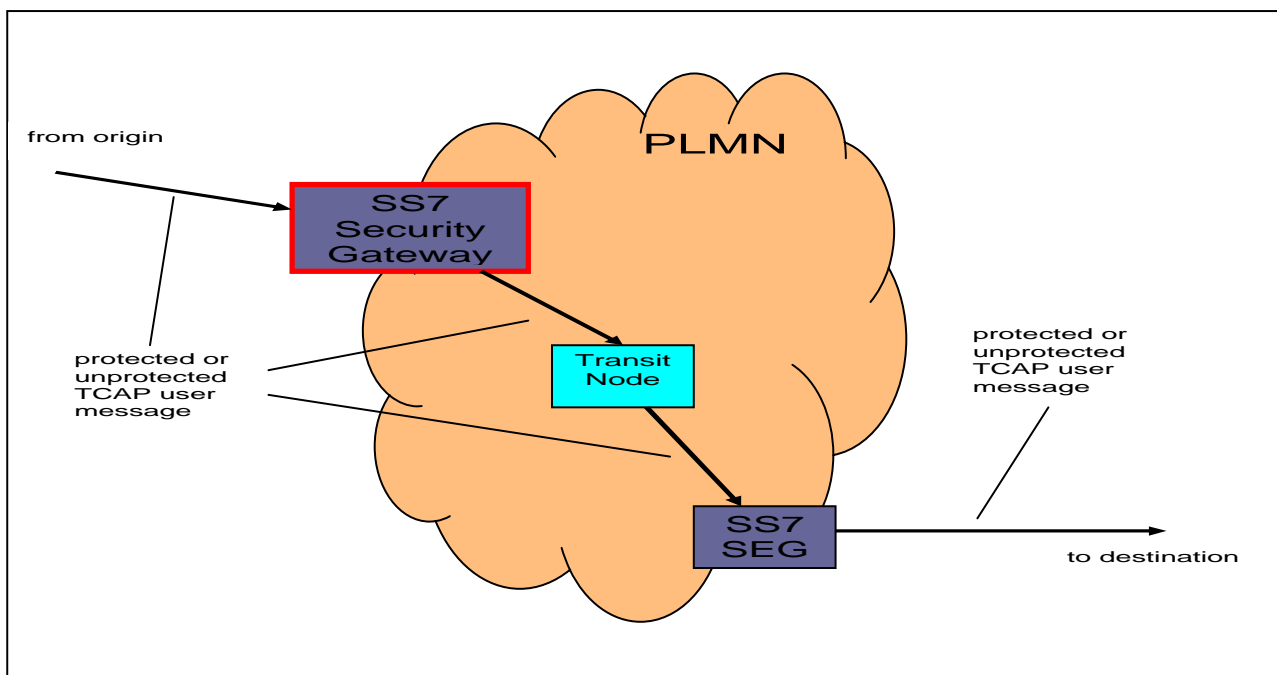 from origin
PLMN
SS7
Security
Gateway
protected or
unprotected
TCAP user
message
Transit
Node
protected or
unprotected
TCAP user
message
SS7
SEG
to destination